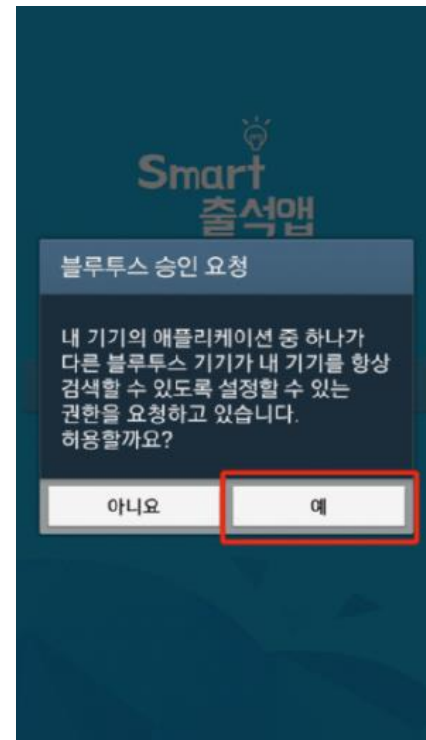 Smart
출석앱
블루투스 승인 요청
내 기기의 애플리케이션 중 하나가
다른 블루투스 기기가 내 기기를 항상
검색할 수 있도록 설정할 수 있는
권한을 요청하고 있습니다.
허용할까요?
아니요 예